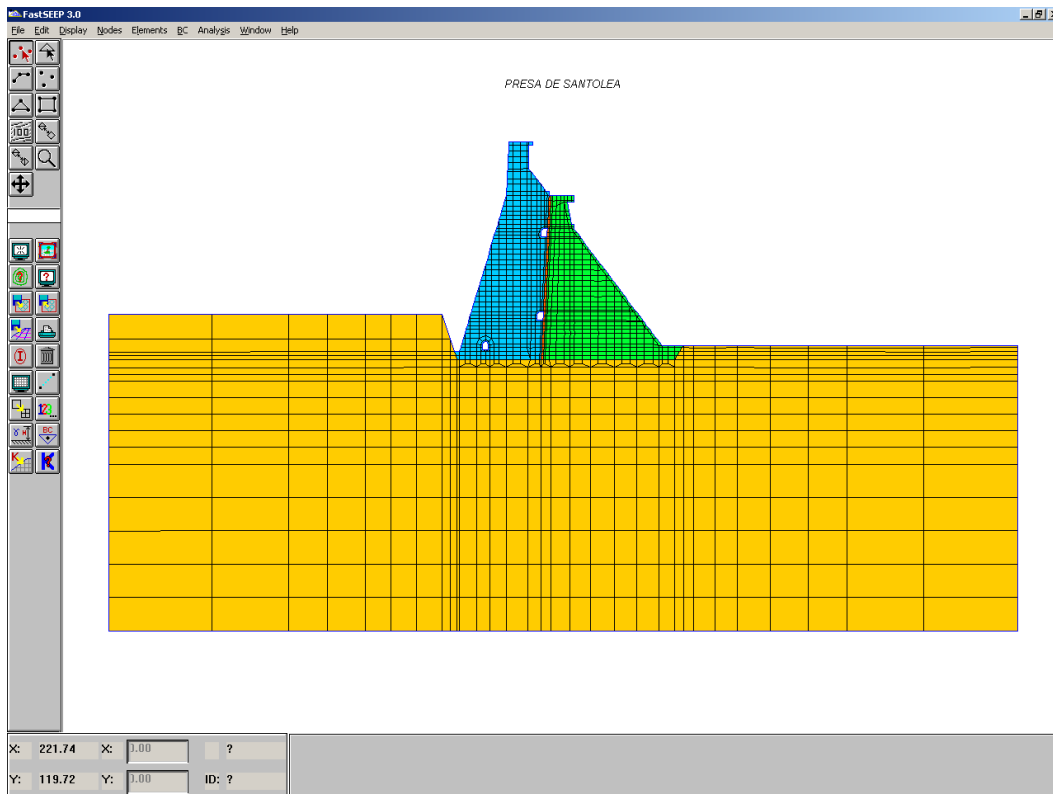 FastSEEP 3.0
File Edit Display Nodes Elements BC Analysis Window Help
PRESA DE SANTOLEA
X: 221.74 X: 0.00 ?
Y: 119.72 Y: 0.00 ID: ?